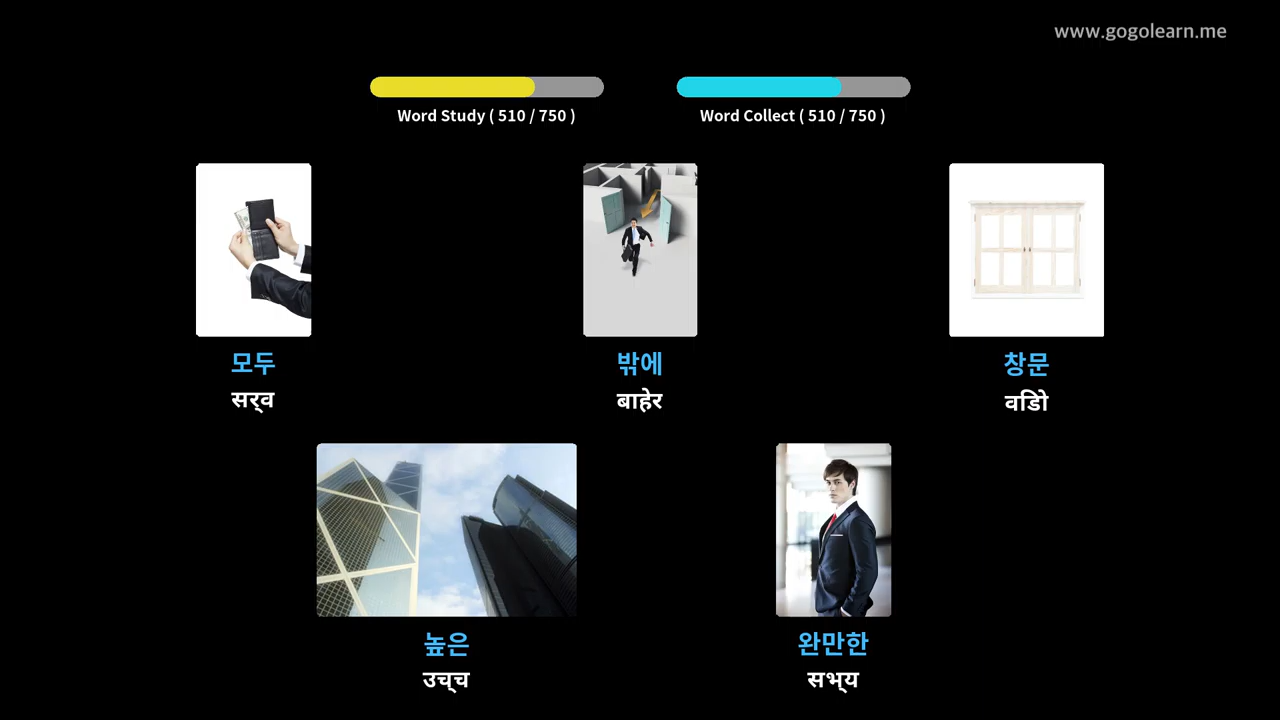 www.gogolearn.me
Word Study ( 510 / 750 )
Word Collect ( 510 / 750 )
모두
सर्‌व
밖에
बाहेर
창문
विडो
높은
उच्‌च
완만한
सभ्‌य